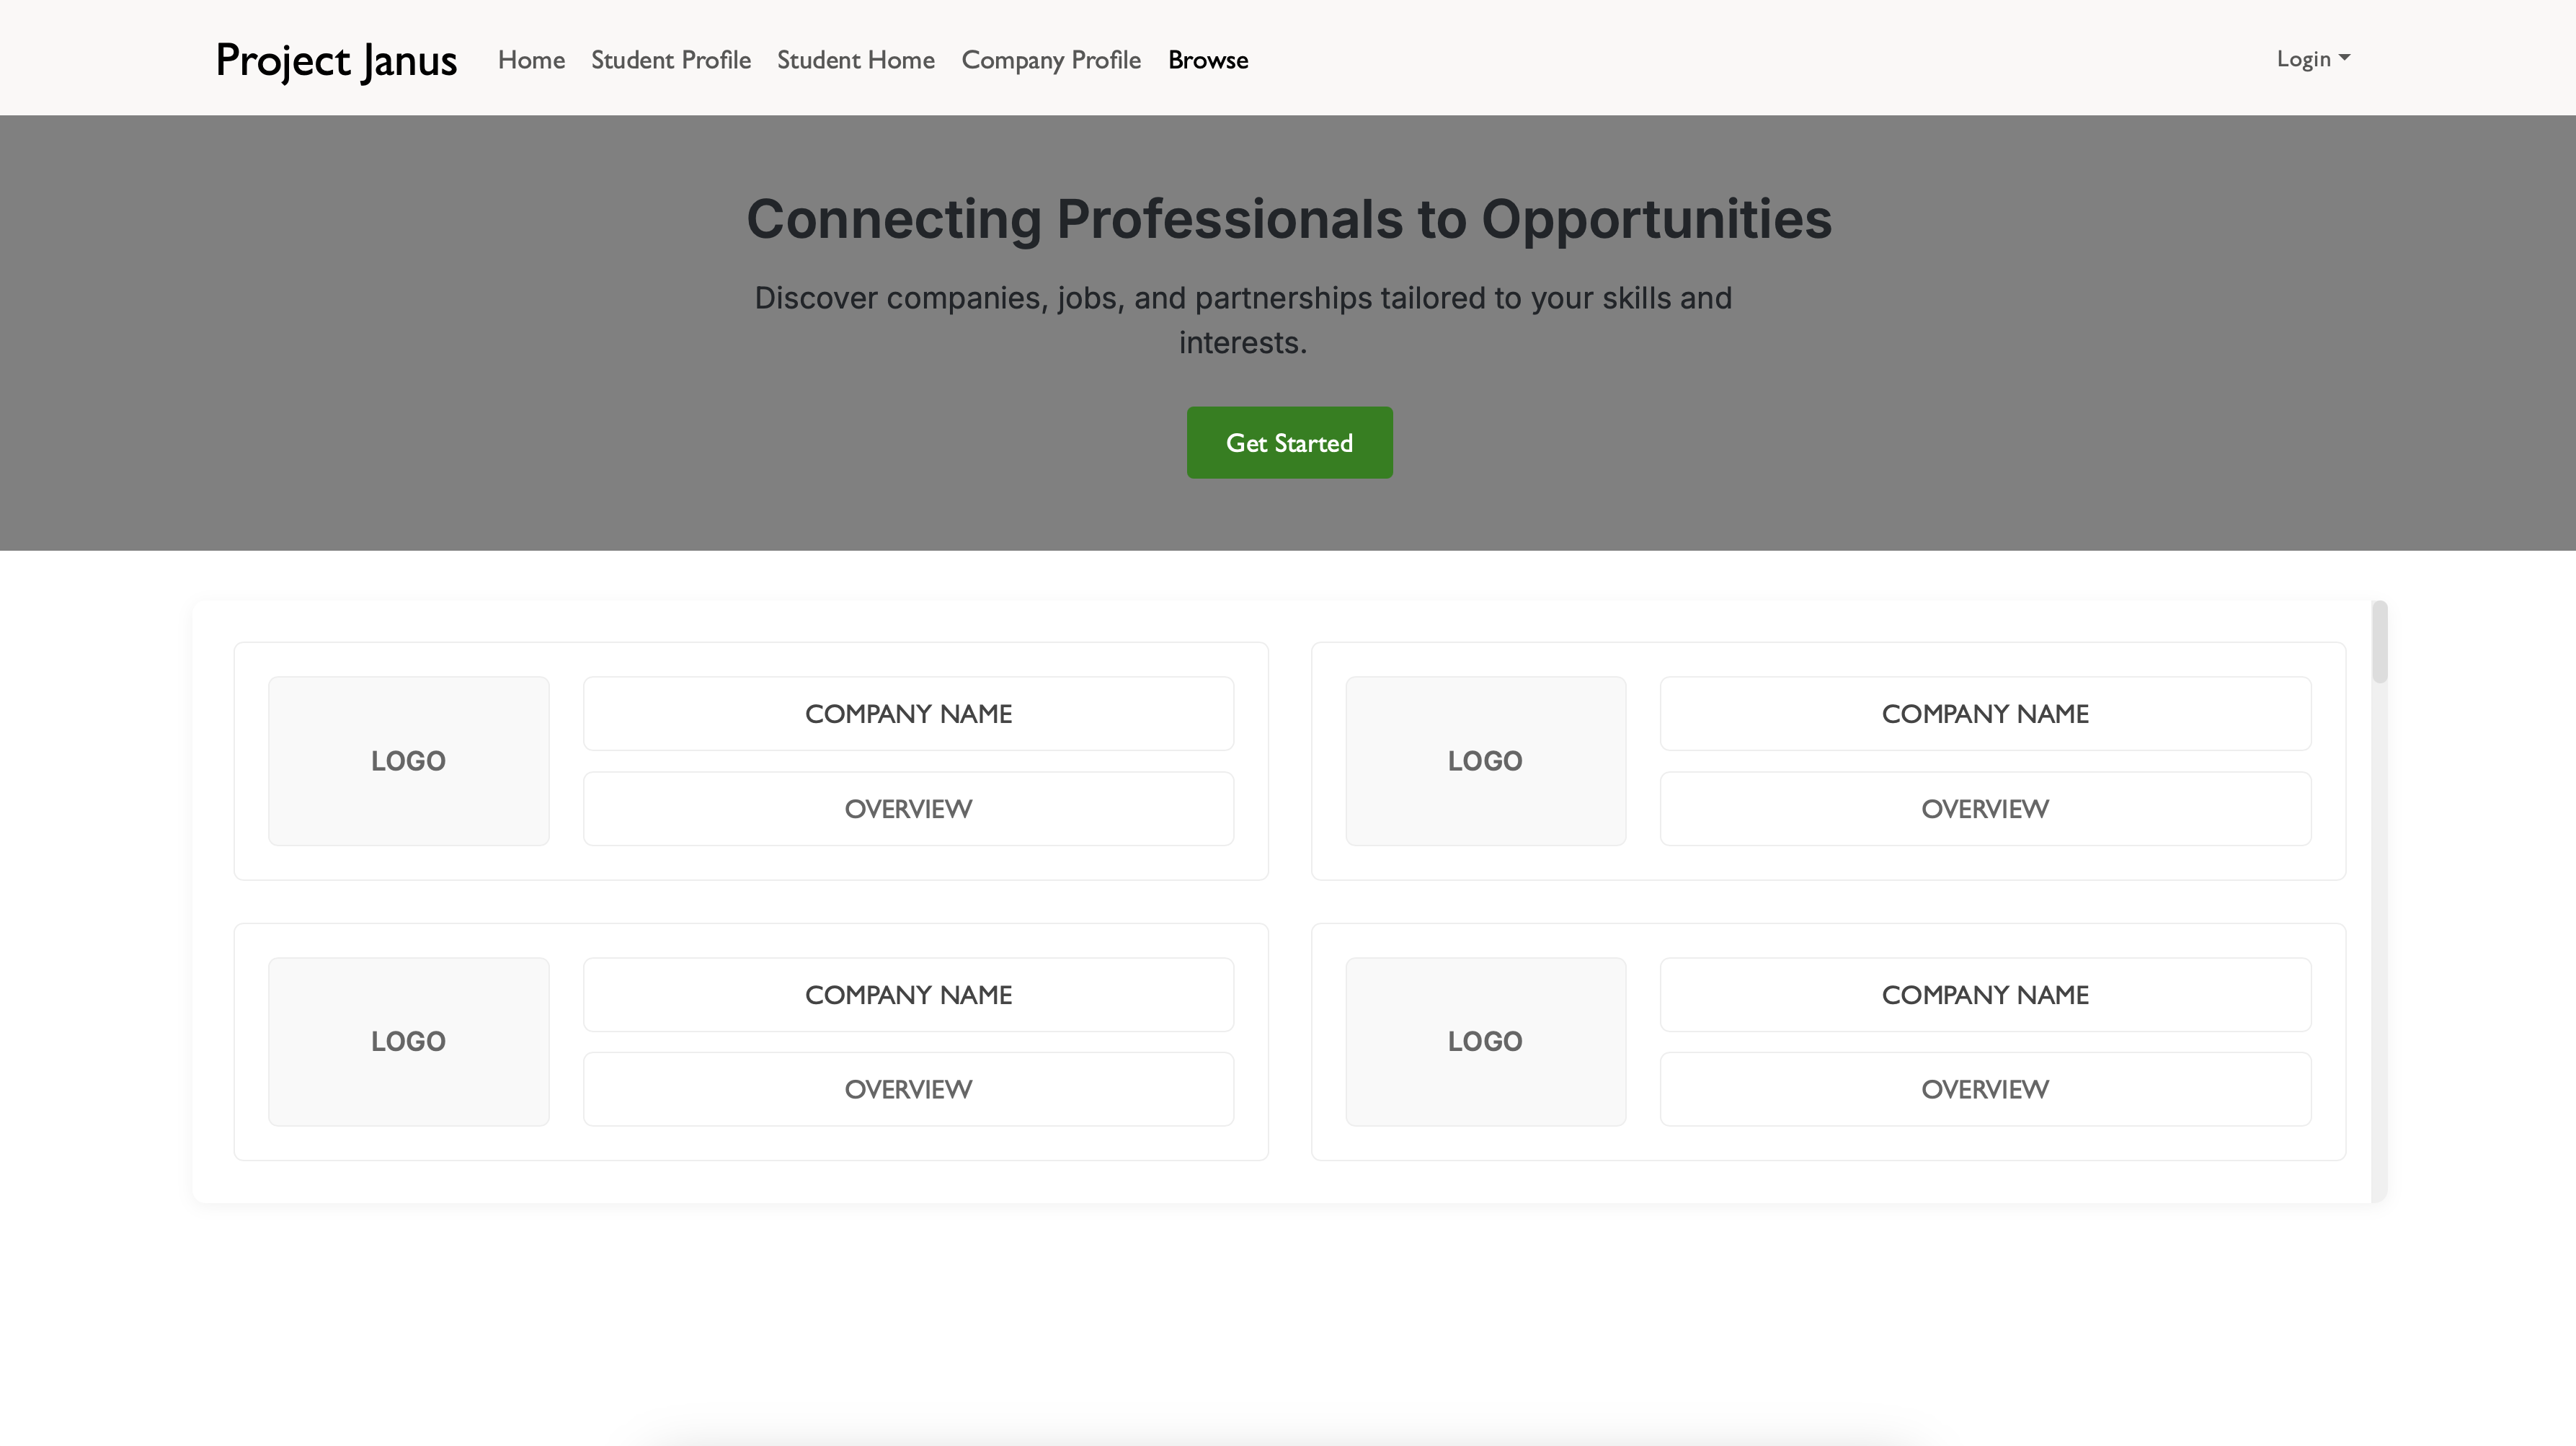 Project Janus
Home
Student Profile
Student Home
Company Profile
Browse
Login
Connecting Professionals to Opportunities
Discover companies, jobs, and partnerships tailored to your skills and
interests.
Get Started
LOGO
COMPANY NAME
OVERVIEW
LOGO
COMPANY NAME
OVERVIEW
LOGO
COMPANY NAME
OVERVIEW
LOGO
COMPANY NAME
OVERVIEW